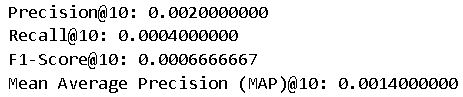 Precision@10: 0.0020000000
Recall@10: 0.0004000000
F1-Score@10: 0.0006666667
Mean Average Precision (MAP)@10: 0.0014000000